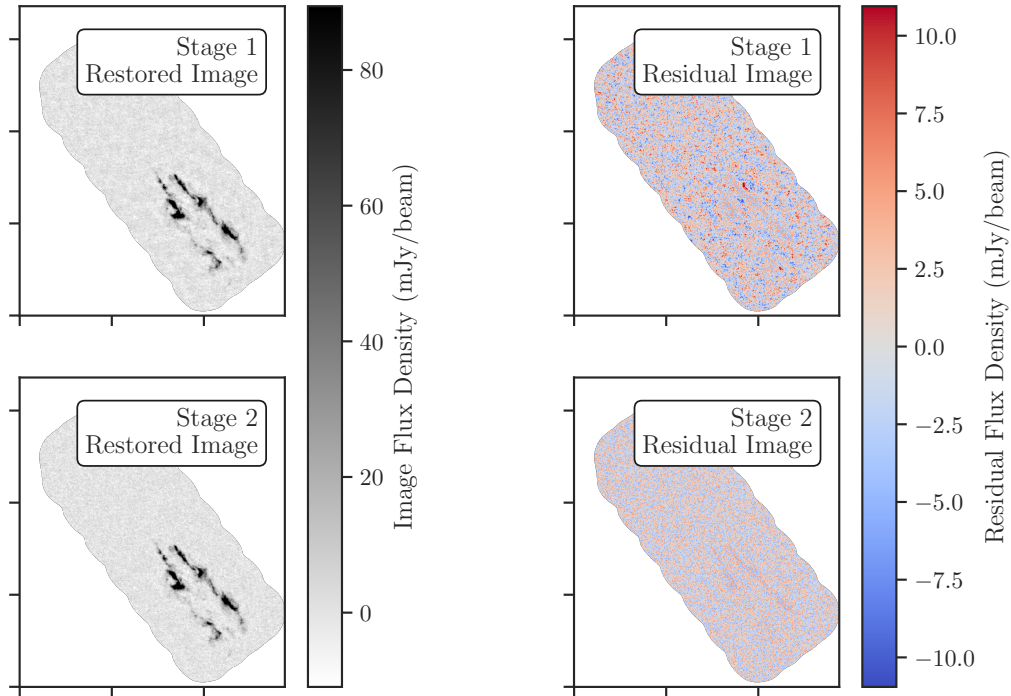 Stage 1
Restored Image
Stage 1
Residual Image
Stage 2
Restored Image
Stage 2
Residual Image
80
60
40
20
0
Image Flux Density (mJy/beam)
10.0
7.5
5.0
2.5
0.0
−2.5
−5.0
−7.5
−10.0
Residual Flux Density (mJy/beam)